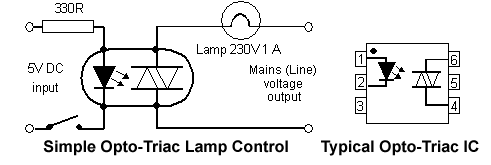 330R
Lamp 230V 1 A
5V DC
input
Mains (Line)
voltage
output
1
2
3
6
5
4
Simple Opto-Triac Lamp Control
Typical Opto-Triac IC